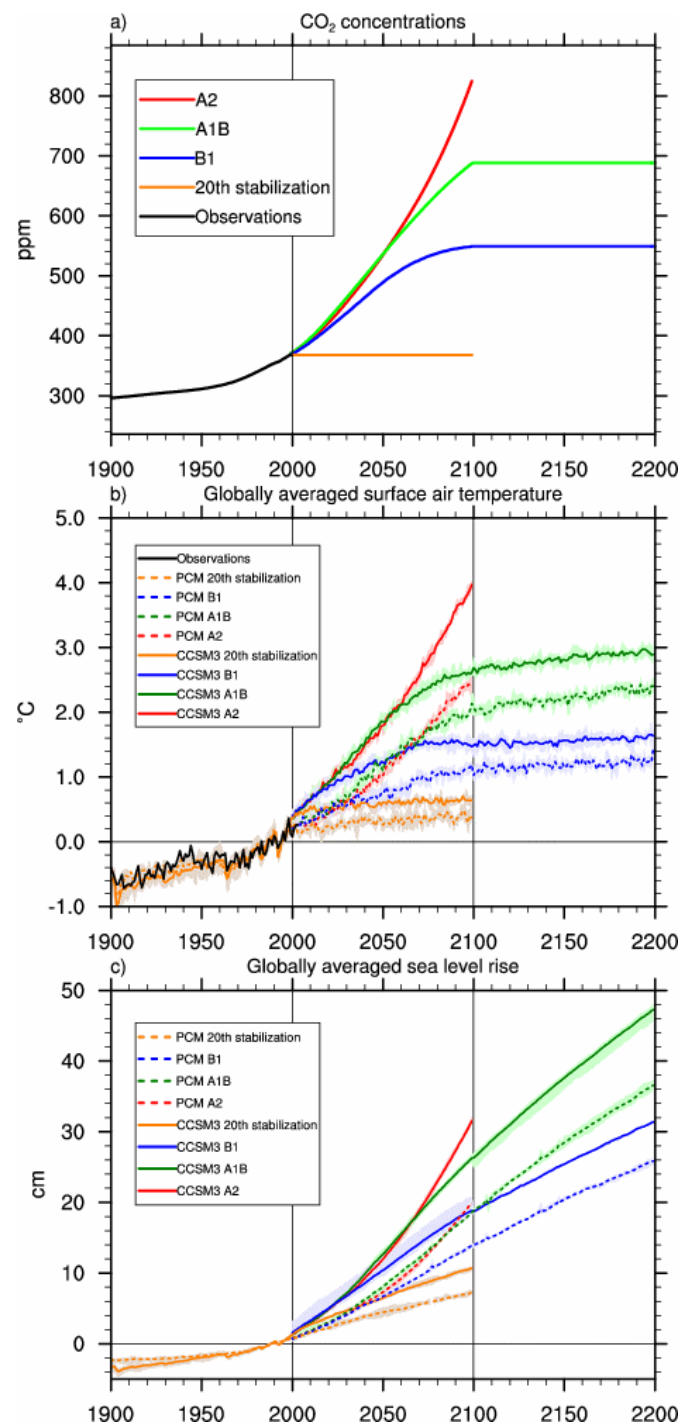 a) CO₂ concentrations
800
700
600
500
400
300
ppm
A2
A1B
B1
20th stabilization
Observations
1900 1950 2000 2050 2100 2150 2200
b) Globally averaged surface air temperature
5.0
4.0
3.0
2.0
1.0
0.0
-1.0
°C
Observations
PCM 20th stabilization
PCM B1
PCM A1B
PCM A2
CCSM3 20th stabilization
CCSM3 B1
CCSM3 A1B
CCSM3 A2
1900 1950 2000 2050 2100 2150 2200
c) Globally averaged sea level rise
50
40
30
20
10
0
cm
PCM 20th stabilization
PCM B1
PCM A1B
PCM A2
CCSM3 20th stabilization
CCSM3 B1
CCSM3 A1B
CCSM3 A2
1900 1950 2000 2050 2100 2150 2200